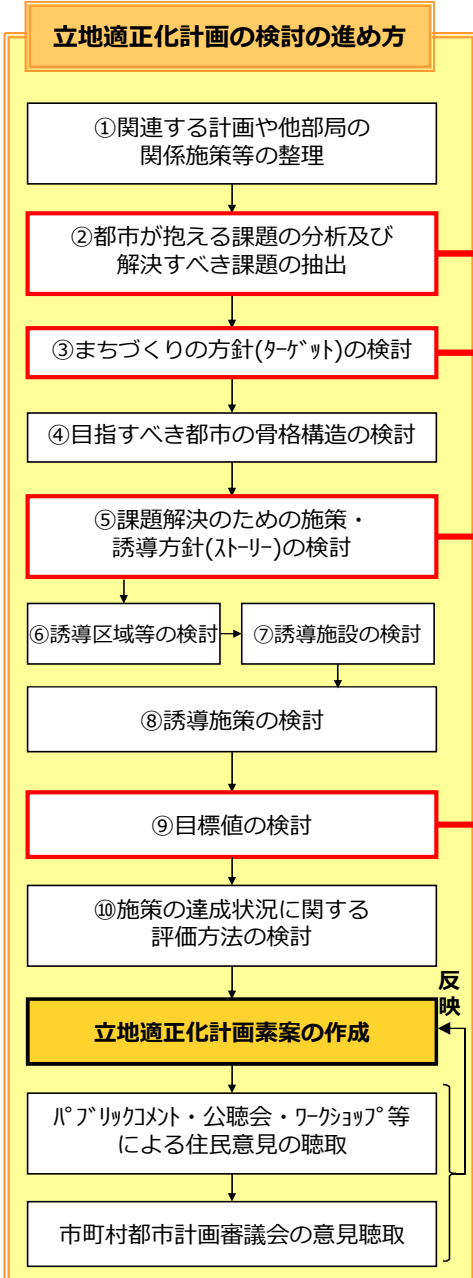 立地適正化計画の検討の進め方
①関連する計画や他部局の
関係施策等の整理
②都市が抱える課題の分析及び
解決すべき課題の抽出
③まちづくりの方針(ﾀｰｹﾞｯﾄ)の検討
④目指すべき都市の骨格構造の検討
⑤課題解決のための施策・
誘導方針(ｽﾄｰﾘｰ)の検討
⑥誘導区域等の検討
⑦誘導施設の検討
⑧誘導施策の検討
⑨目標値の検討
⑩施策の達成状況に関する
評価方法の検討
反映
立地適正化計画素案の作成
ﾊﾟﾌﾞﾘｯｸｺﾒﾝﾄ・公聴会・ﾜｰｸｼｮｯﾌﾟ等
による住民意見の聴取
市町村都市計画審議会の意見聴取